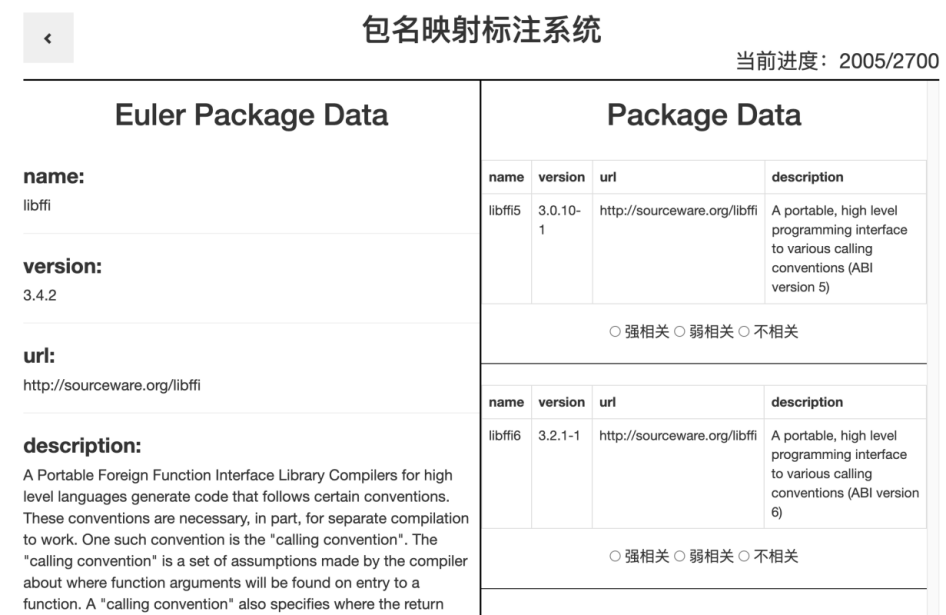 包名映射标注系统
当前进度：2005/2700
Euler Package Data
name:
libffi
version:
3.4.2
url:
http://sourceware.org/libffi
description:
A Portable Foreign Function Interface Library Compilers for high
level languages generate code that follows certain conventions.
These conventions are necessary, in part, for separate compilation
to work. One such convention is the "calling convention". The
"calling convention" is a set of assumptions made by the compiler
about where function arguments will be found on entry to a
function. A "calling convention" also specifies where the return
Package Data
name version url description
libffi5 3.0.10- http://sourceware.org/libffi A portable, high level
1 programming interface
to various calling
conventions (ABI
version 5)
强相关 弱相关 不相关
name version url description
libffi6 3.2.1-1 http://sourceware.org/libffi A portable, high level
programming interface
to various calling
conventions (ABI version
6)
强相关 弱相关 不相关